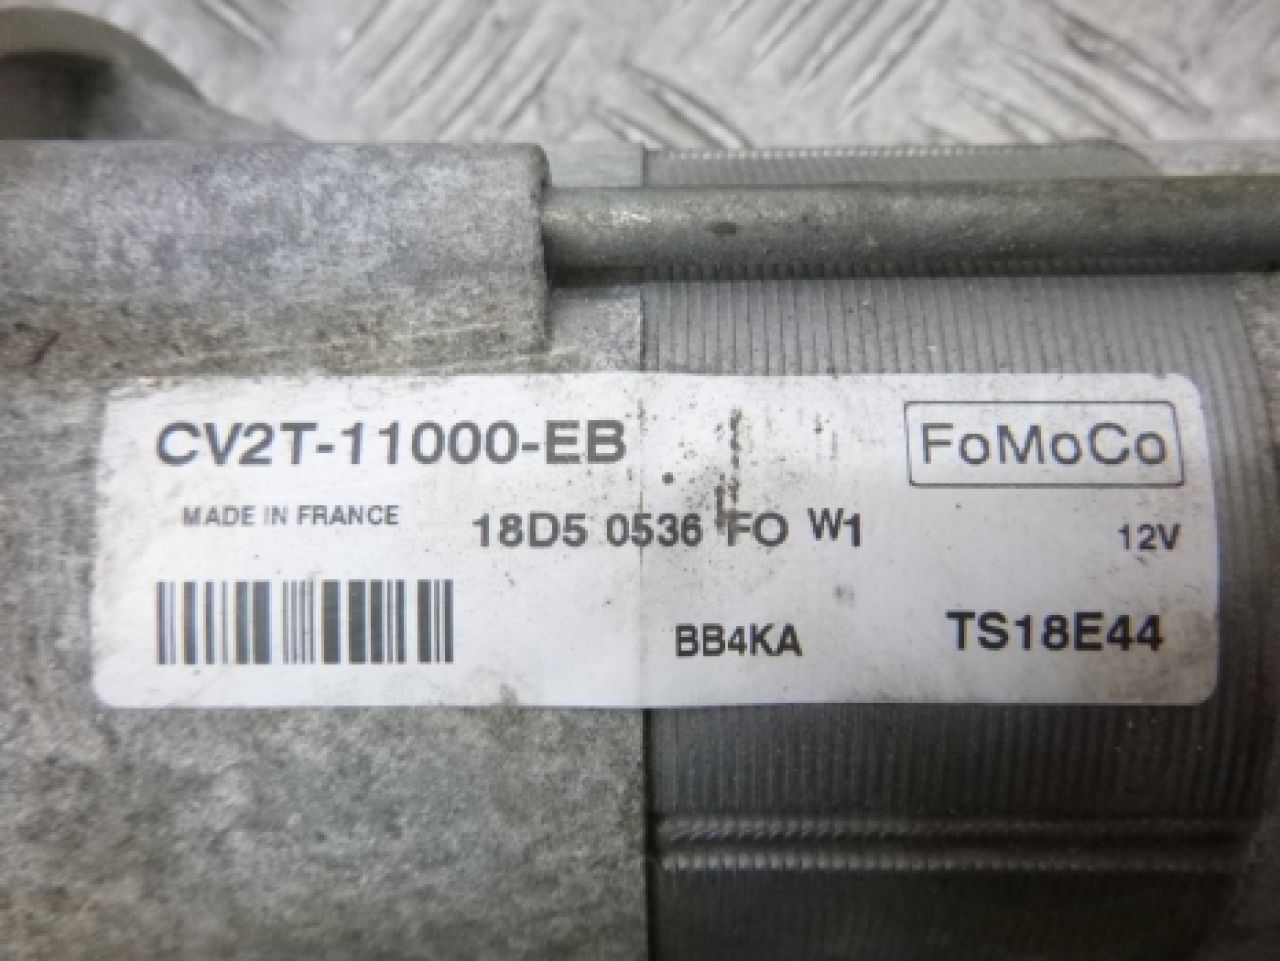 CV2T-11000-EB
FoMoCo
MADE IN FRANCE
18D5 0536 FO W1
12V
BB4KA
TS18E44